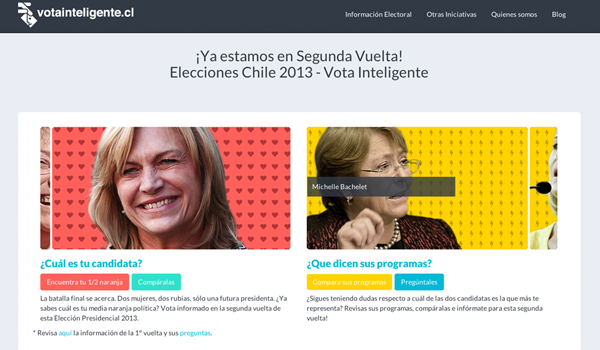 votainteligente.cl
Información Electoral Otras Iniciativas Quienes somos Blog
¡Ya estamos en Segunda Vuelta!
Elecciones Chile 2013 - Vota Inteligente
Michelle Bachelet
¿Cuál es tu candidata?
Encuentra tu 1/2 naranja Compáralas
La batalla final se acerca. Dos mujeres, dos rubias, sólo una futura presidenta. ¿Ya
sabes cuál es tu media naranja política? Vota informado en la segunda vuelta de
esta Elección Presidencial 2013.
* Revisa aquí la información de la 1° vuelta y sus preguntas.
¿Que dicen sus programas?
Compara sus programas Pregúntales
¿Sigues teniendo dudas respecto a cuál de las dos candidatas es la que más te
representa? Revisas sus programas, compáralas e infórmate para esta segunda
vuelta!